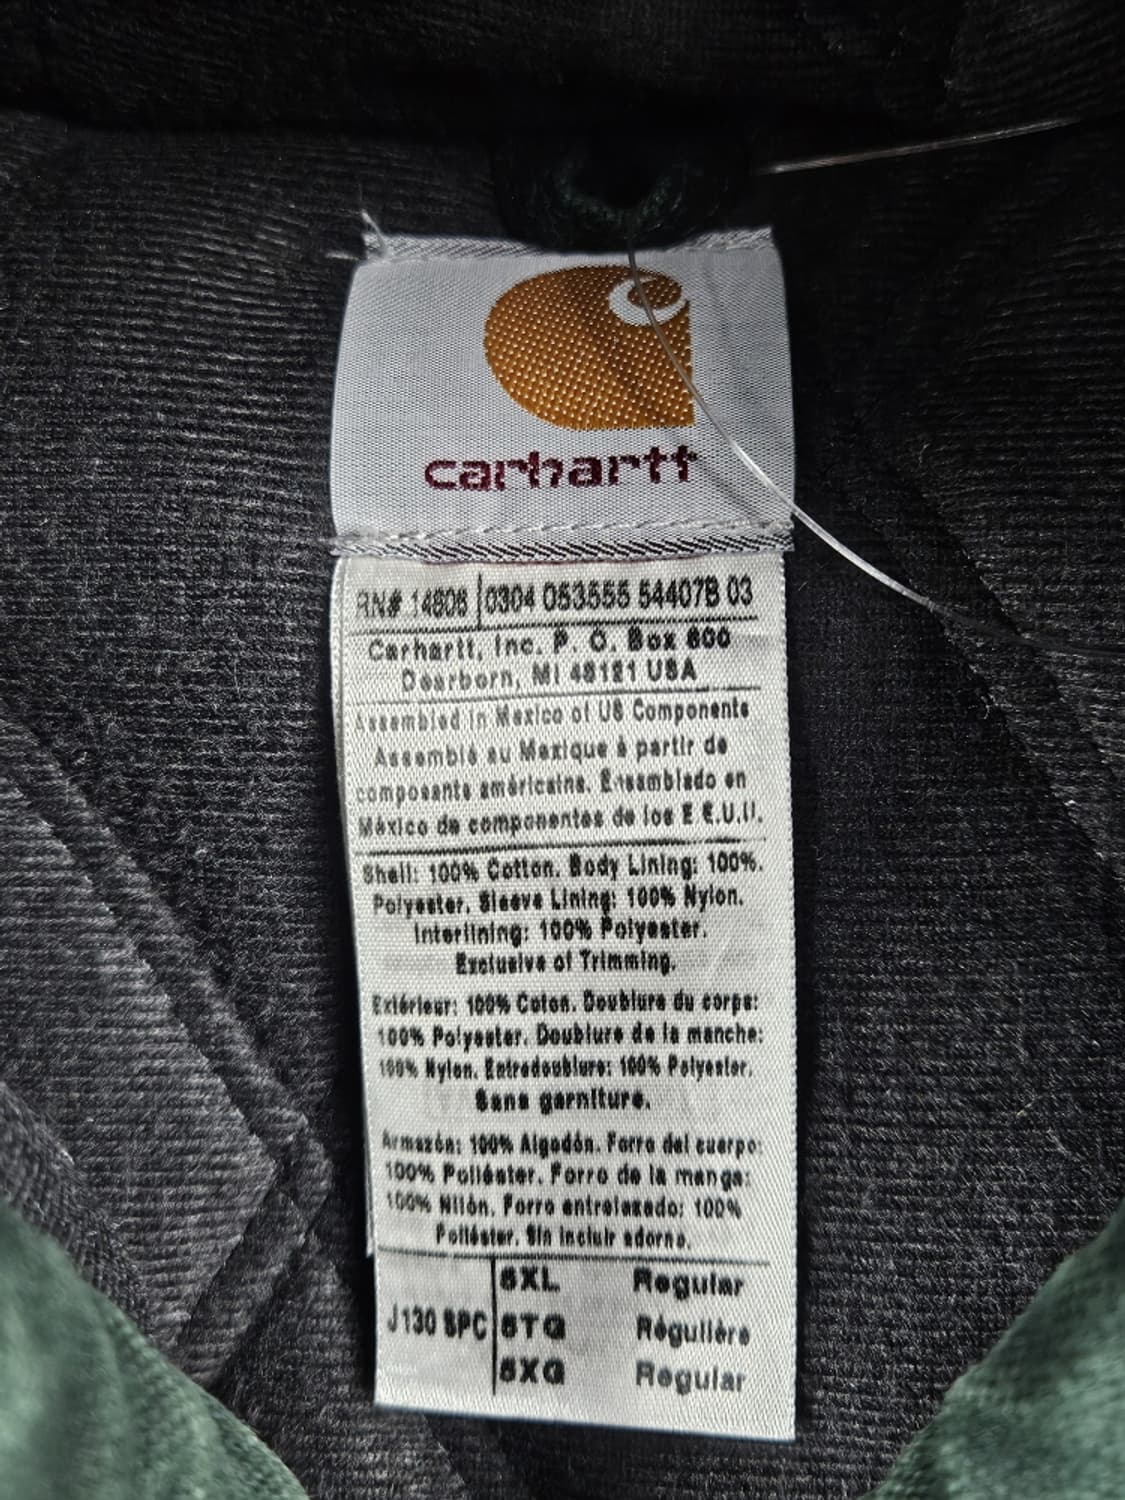 carhartt
RN# 14806 0304 053555 54407B 03
Carhartt, Inc. P. O. Box 600
Dearborn, MI 48121 USA
Assembled in Mexico of US Components
Assemblé au Mexique à partir de
composants américains. Ensamblado en
México de componentes de los E E.U.U.
Shell: 100% Cotton. Body Lining: 100%.
Polyester. Sleeve Lining: 100% Nylon.
Interlining: 100% Polyester.
Exclusive of Trimming.
Extérieur: 100% Coton. Doublure du corps:
100% Polyester. Doublure de la manche:
100% Nylon. Entredoublure: 100% Polyester.
Sans garniture.
Armazón: 100% Algodón. Forro del cuerpo:
100% Poliéster. Forro de la manga:
100% Nilón. Forro entrelazado: 100%
Poliéster. Sin incluir adorno.
J130 SPC
Regular
Régulière
Regular